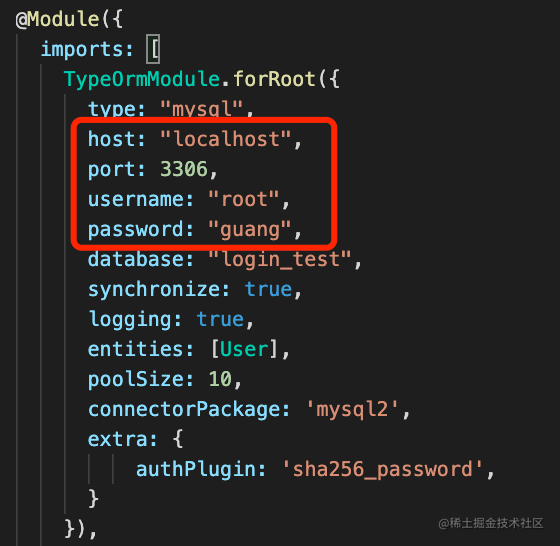 @Module({
imports: [
TypeOrmModule.forRoot({
type: "mysql",
host: "localhost",
port: 3306,
username: "root",
password: "guang",
database: "login_test",
synchronize: true,
logging: true,
entities: [User],
poolSize: 10,
connectorPackage: 'mysql2',
extra: {
authPlugin: 'sha256_password',
}
}),
@稀土掘金技术社区